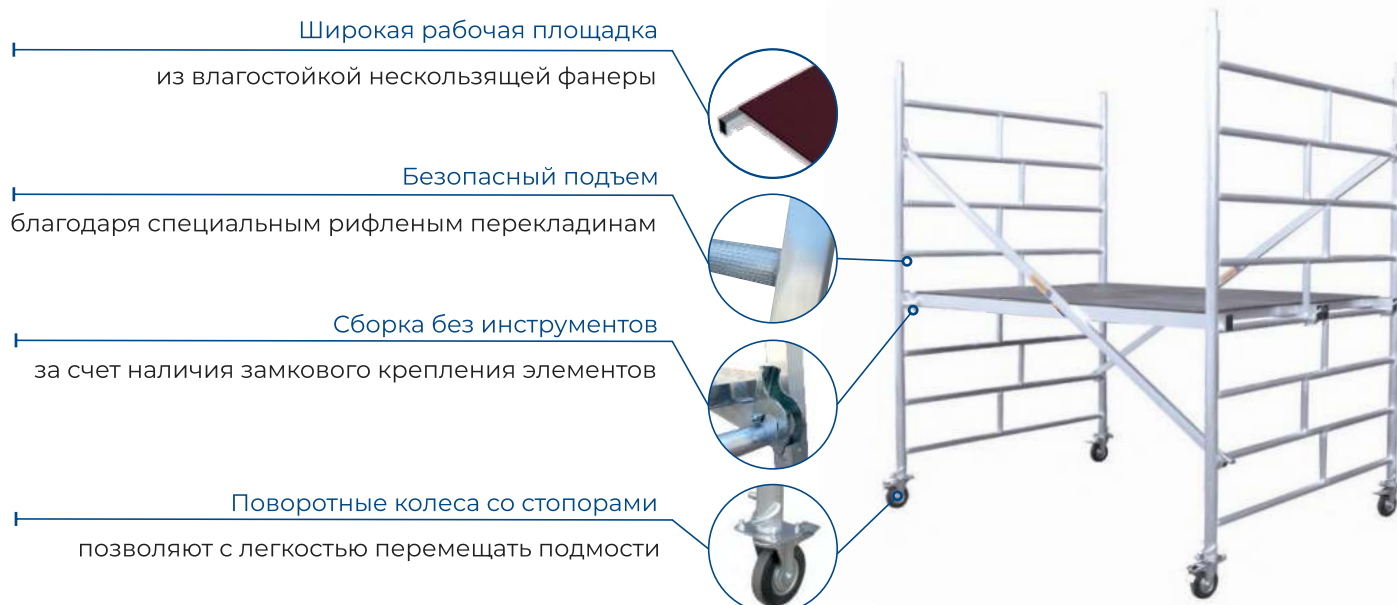 Широкая рабочая площадка
из влагостойкой нескользящей фанеры
Безопасный подъем
благодаря специальным рифленым перекладинам
Сборка без инструментов
за счет наличия замкового крепления элементов
Поворотные колеса со стопорами
позволяют с легкостью перемещать подмости